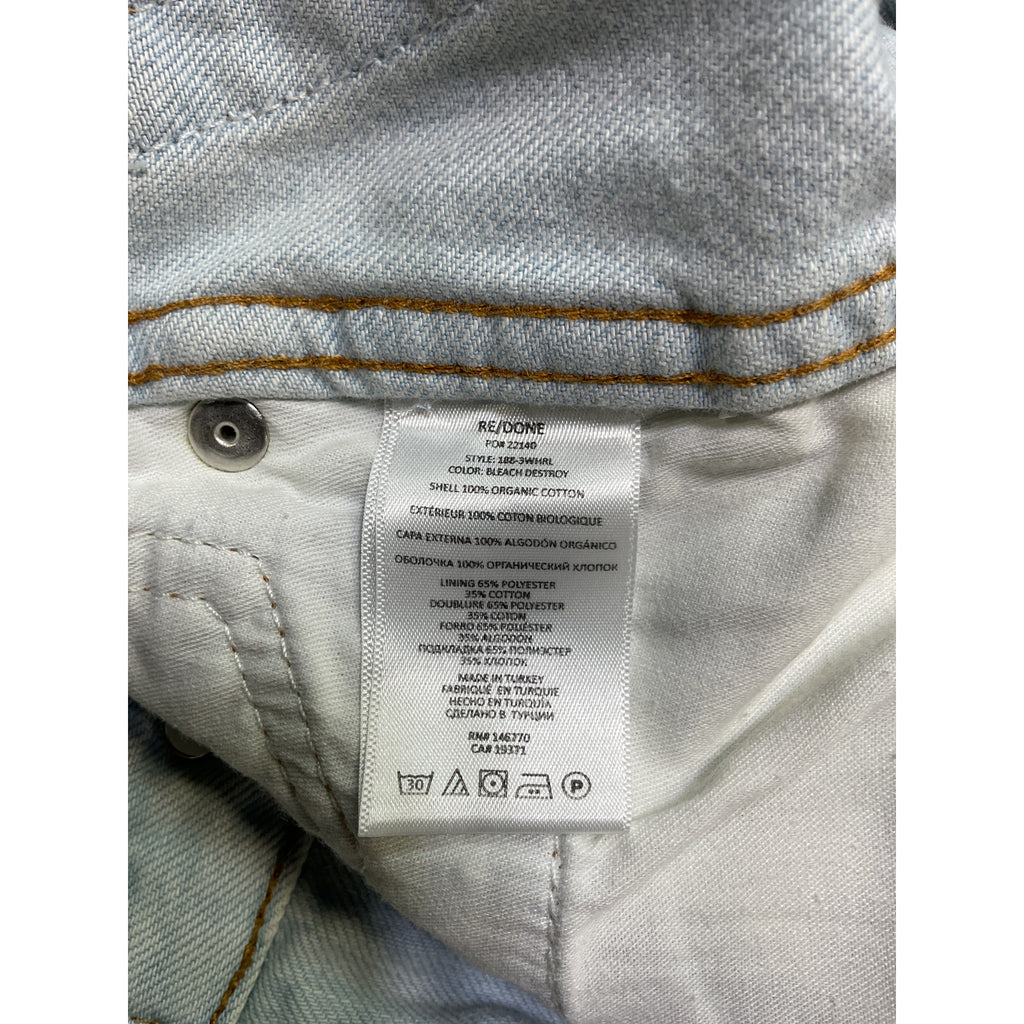 RE/DONE
PO# 22140
STYLE: 188-3WHRL
COLOR: BLEACH DESTROY
SHELL 100% ORGANIC COTTON
EXTÉRIEUR 100% COTON BIOLOGIQUE
CAPA EXTERNA 100% ALGODÓN ORGÁNICO
ОБОЛОЧКА 100% ОРГАНИЧЕСКИЙ ХЛОПОК
LINING 65% POLYESTER
35% COTTON
DOUBLURE 65% POLYESTER
35% COTON
FORRO 65% POLIÉSTER
35% ALGODÓN
ПОДКЛАДКА 65% ПОЛИЭСТЕР
35% ХЛОПОК
MADE IN TURKEY
FABRIQUÉ EN TURQUIE
HECHO EN TURQUÍA
СДЕЛАНО В ТУРЦИИ
RN# 146770
CA# 19371
30 P